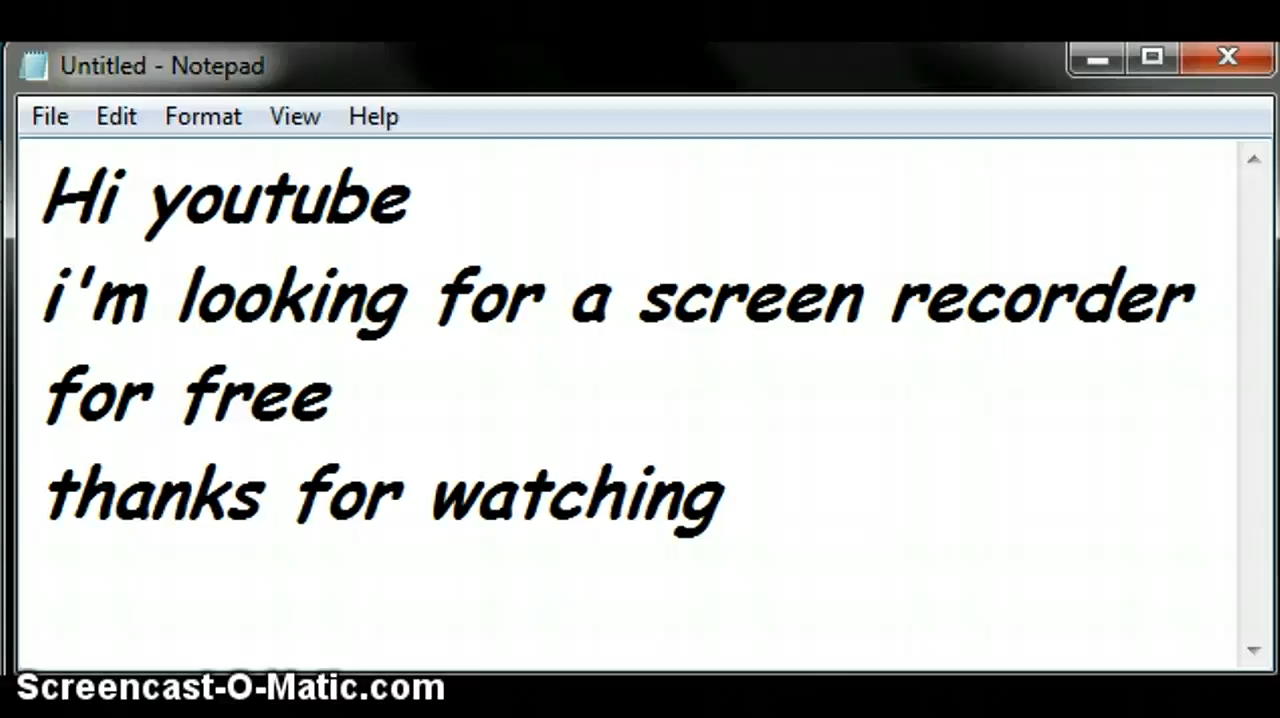 Untitled - Notepad
File Edit Format View Help
Hi youtube
i'm looking for a screen recorder
for free
thanks for watching
Screencast-O-Matic.com